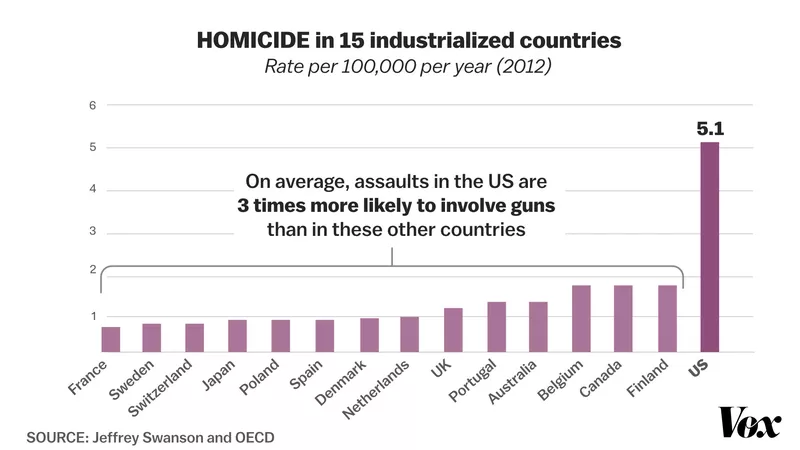 HOMICIDE in 15 industrialized countries
Rate per 100,000 per year (2012)
6
5
4
3
2
1
5.1
On average, assaults in the US are
3 times more likely to involve guns
than in these other countries
France
Sweden
Switzerland
Japan
Poland
Spain
Denmark
Netherlands
UK
Portugal
Australia
Belgium
Canada
Finland
US
SOURCE: Jeffrey Swanson and OECD
Vox